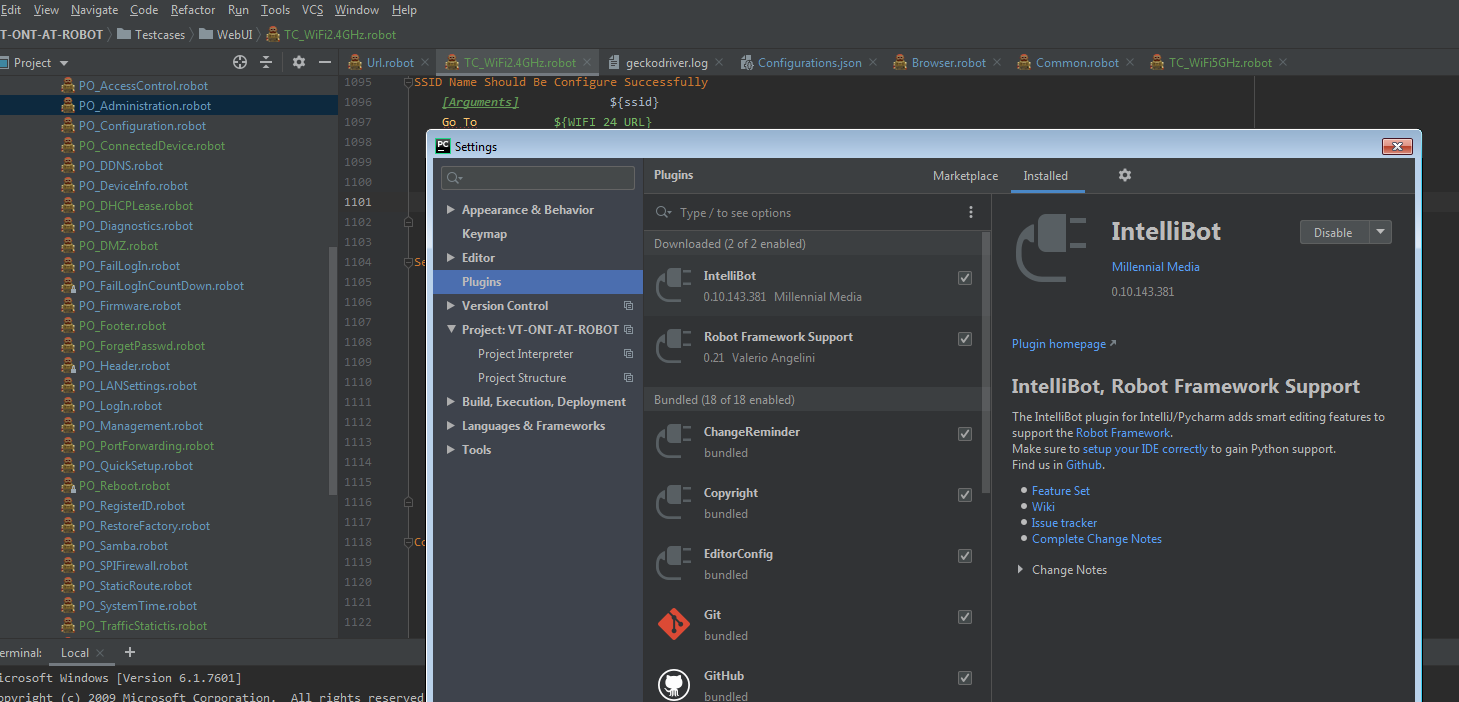 Edit View Navigate Code Refactor Run Tools VCS Window Help
T-ONT-AT-ROBOT Testcases WebUI TC_WiFi2.4GHz.robot
Project
Url.robot TC_WiFi2.4GHz.robot geckodriver.log Configurations.json Browser.robot Common.robot TC_WiFi5GHz.robot
PO_AccessControl.robot
PO_Administration.robot
PO_Configuration.robot
PO_ConnectedDevice.robot
PO_DDNS.robot
PO_DeviceInfo.robot
PO_DHCPLease.robot
PO_Diagnostics.robot
PO_DMZ.robot
PO_FailLogIn.robot
PO_FailLogInCountDown.robot
PO_Firmware.robot
PO_Footer.robot
PO_ForgetPasswd.robot
PO_Header.robot
PO_LANSettings.robot
PO_LogIn.robot
PO_Management.robot
PO_PortForwarding.robot
PO_QuickSetup.robot
PO_Reboot.robot
PO_RegisterID.robot
PO_RestoreFactory.robot
PO_Samba.robot
PO_SPIFirewall.robot
PO_StaticRoute.robot
PO_SystemTime.robot
PO_TrafficStatictis.robot
1095 SSID Name Should Be Configure Successfully
1096 [Arguments] ${ssid}
1097 Go To ${WIFI 24 URL}
1098
1099
1100
1101
1102
1103
1104 Se
1105
1106
1107
1108
1109
1110
1111
1112
1113
1114
1115
1116
1117
1118 Co
1119
1120
1121
1122
Settings
Appearance & Behavior
Keymap
Editor
Plugins
Version Control
Project: VT-ONT-AT-ROBOT
Project Interpreter
Project Structure
Build, Execution, Deployment
Languages & Frameworks
Tools
Plugins Marketplace Installed
Type / to see options
Downloaded (2 of 2 enabled)
IntelliBot
0.10.143.381 Millennial Media
Robot Framework Support
0.21 Valerio Angelini
Bundled (18 of 18 enabled)
ChangeReminder
bundled
Copyright
bundled
EditorConfig
bundled
Git
bundled
GitHub
bundled
IntelliBot
Disable
Millennial Media
0.10.143.381
Plugin homepage
IntelliBot, Robot Framework Support
The IntelliBot plugin for IntelliJ/Pycharm adds smart editing features to
support the Robot Framework.
Make sure to setup your IDE correctly to gain Python support.
Find us in Github.
Feature Set
Wiki
Issue tracker
Complete Change Notes
Change Notes
erminal: Local
icrosoft Windows [Version 6.1.7601]
opyright (c) 2009 Microsoft Corporation. All rights reserved